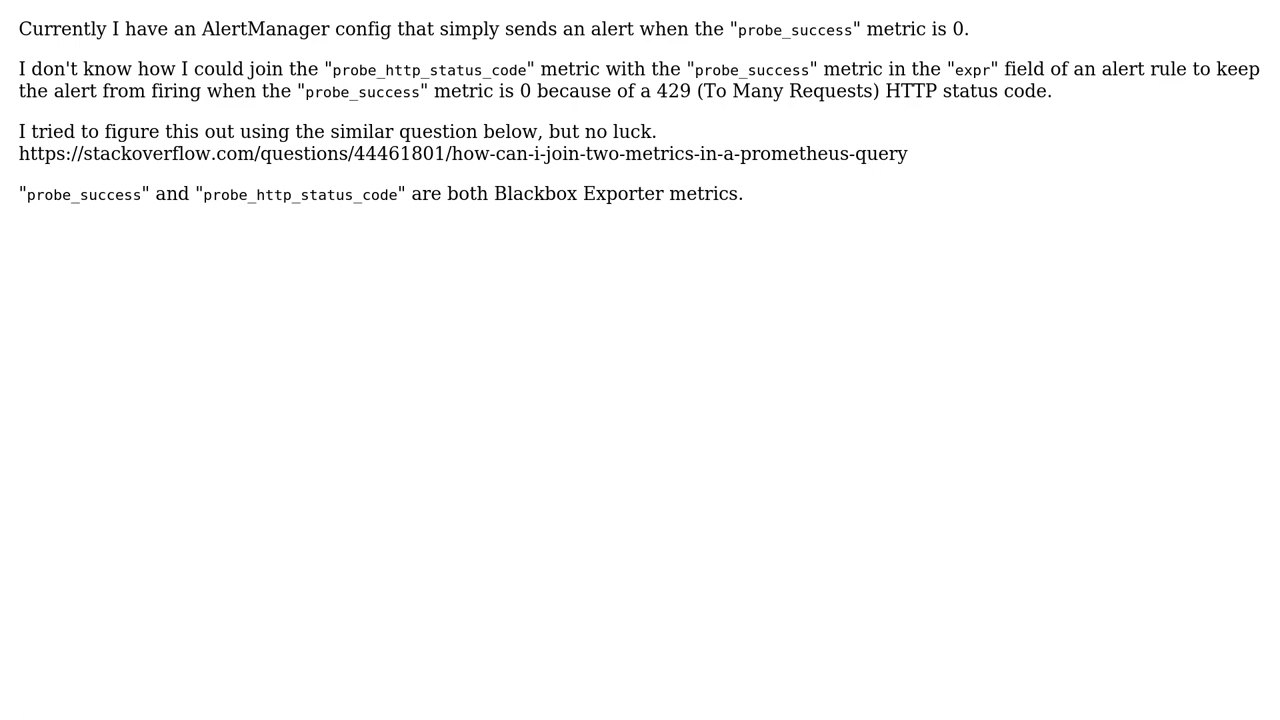 Currently I have an AlertManager config that simply sends an alert when the "probe_success" metric is 0.
I don't know how I could join the "probe_http_status_code" metric with the "probe_success" metric in the "expr" field of an alert rule to keep
the alert from firing when the "probe_success" metric is 0 because of a 429 (To Many Requests) HTTP status code.
I tried to figure this out using the similar question below, but no luck.
https://stackoverflow.com/questions/44461801/how-can-i-join-two-metrics-in-a-prometheus-query
"probe_success" and "probe_http_status_code" are both Blackbox Exporter metrics.